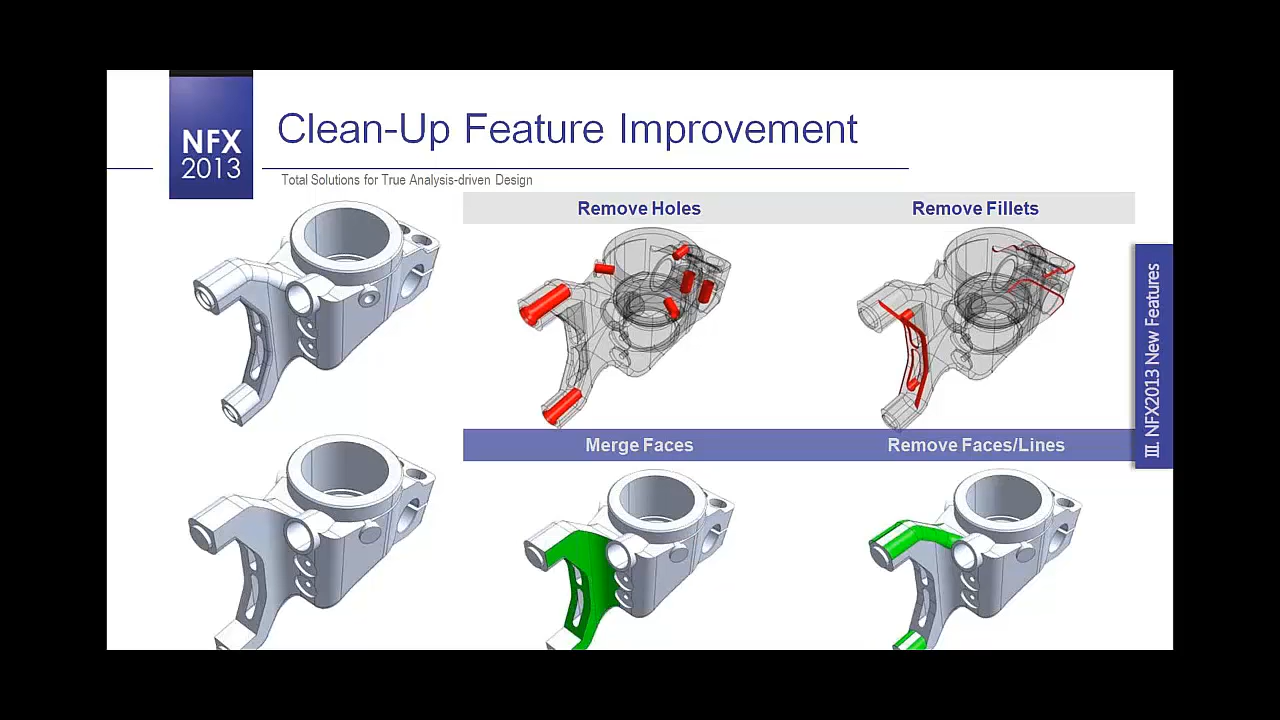 NFX
2013
Clean-Up Feature Improvement
Total Solutions for True Analysis-driven Design
Remove Holes
Remove Fillets
Merge Faces
Remove Faces/Lines
Ⅲ. NFX2013 New Features